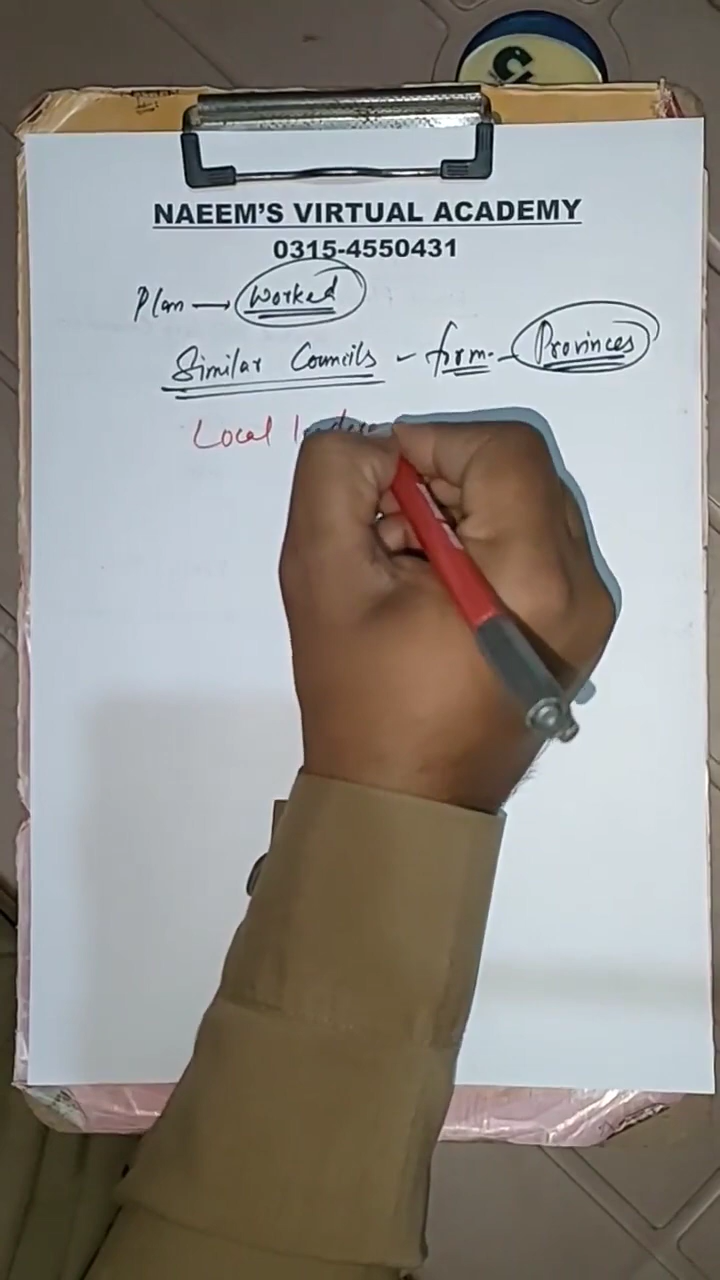 NAEEM'S VIRTUAL ACADEMY
0315-4550431
Plan → Worked
Similar Councils - form - Provinces
Local